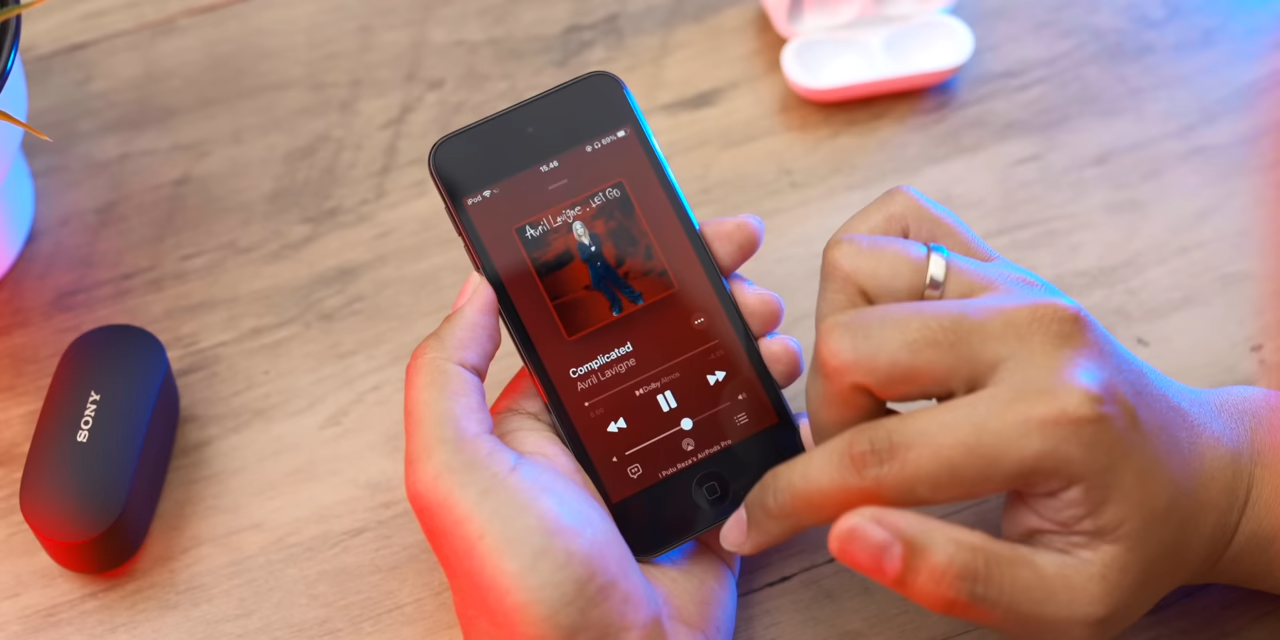 SONY
iPod
15.46
69%
Avril Lavigne . LET GO
Complicated
Avril Lavigne
Dolby Atmos
I Putu Reza's AirPods Pro